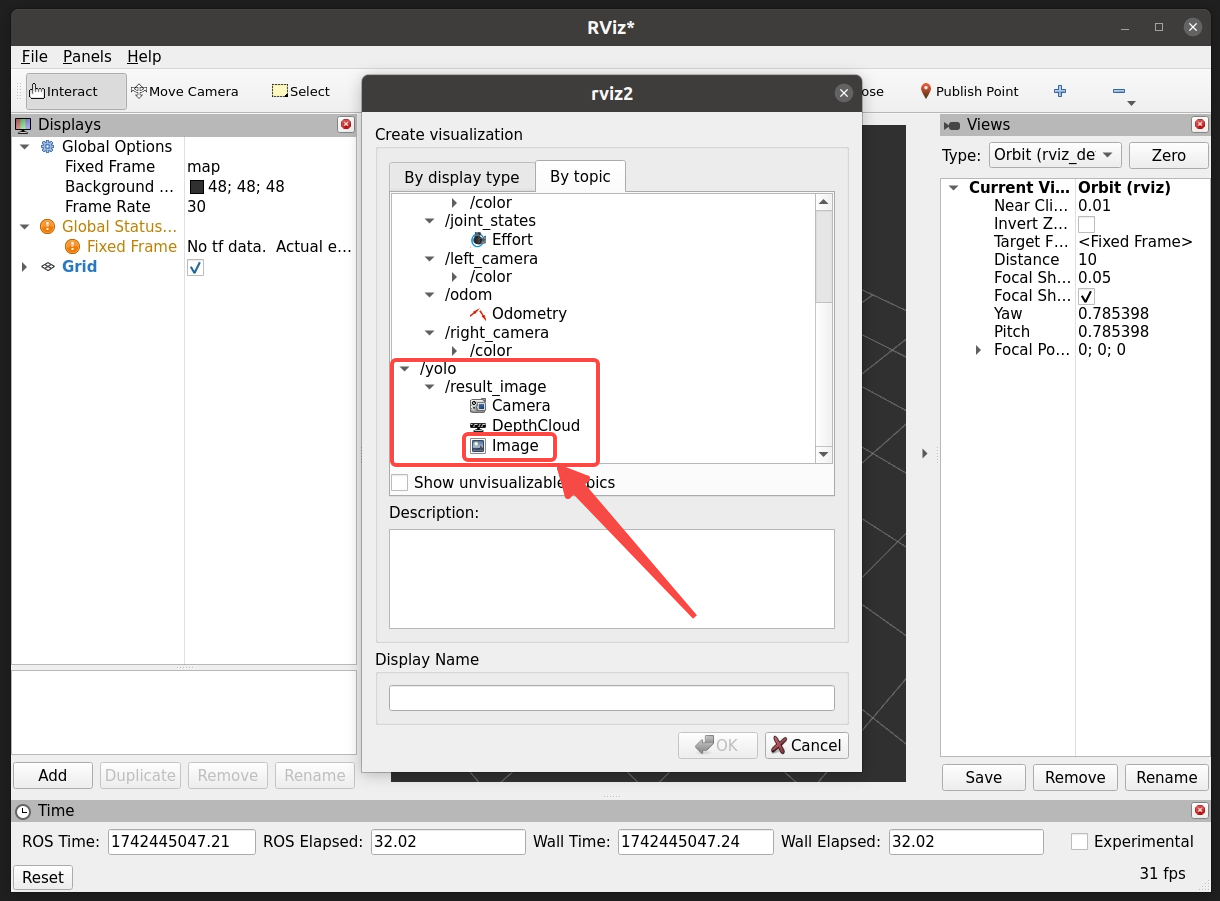 RViz*
File Panels Help
Interact Move Camera Select ose Publish Point
Displays
Global Options
Fixed Frame map
Background ... 48; 48; 48
Frame Rate 30
Global Status...
Fixed Frame No tf data. Actual e...
Grid
Add Duplicate Remove Rename
rviz2
Create visualization
By display type By topic
/color
/joint_states
Effort
/left_camera
/color
/odom
Odometry
/right_camera
/color
/yolo
/result_image
Camera
DepthCloud
Image
Show unvisualizable pics
Description:
Display Name
OK Cancel
Views
Type: Orbit (rviz_de Zero
Current Vi... Orbit (rviz)
Near Cli... 0.01
Invert Z...
Target F... <Fixed Frame>
Distance 10
Focal Sh... 0.05
Focal Sh...
Yaw 0.785398
Pitch 0.785398
Focal Po... 0; 0; 0
Save Remove Rename
Time
ROS Time: 1742445047.21 ROS Elapsed: 32.02 Wall Time: 1742445047.24 Wall Elapsed: 32.02 Experimental
Reset 31 fps